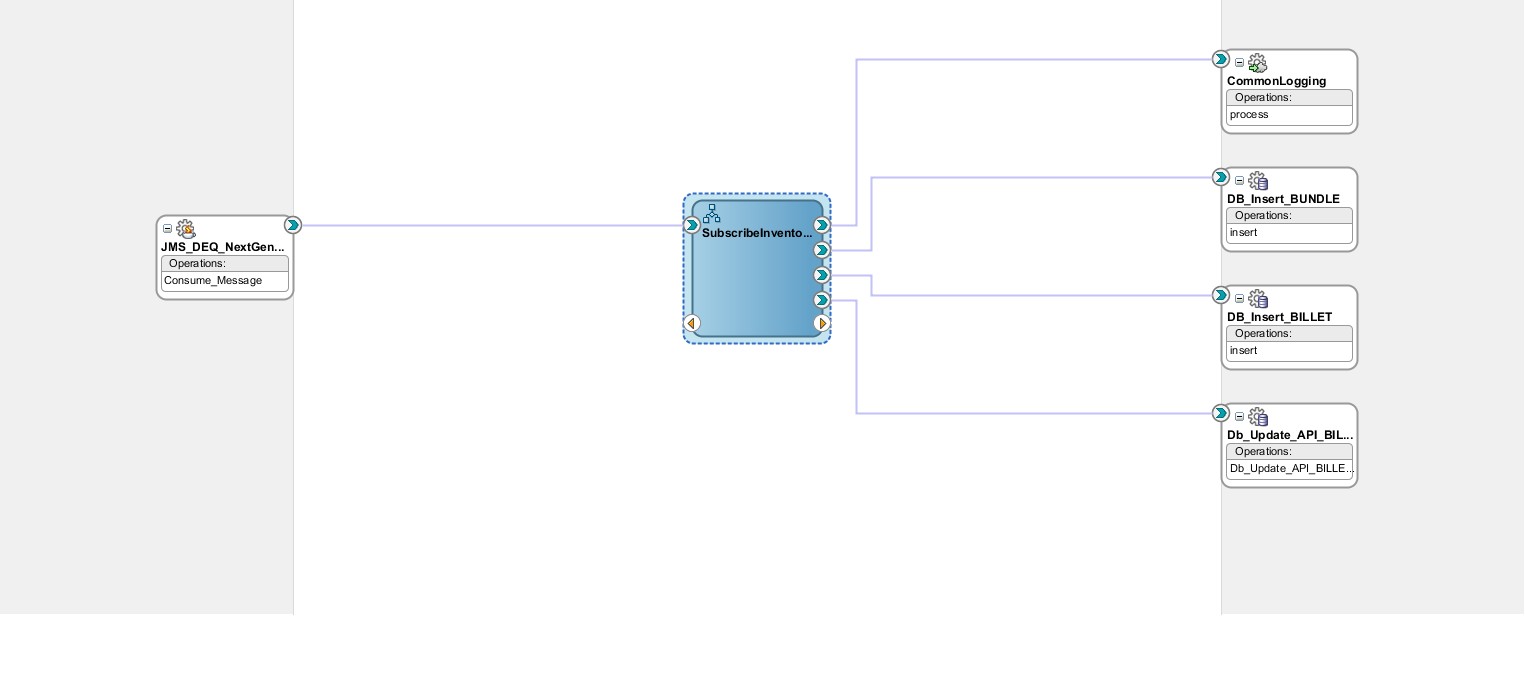 JMS_DEQ_NextGen...
Operations:
Consume_Message
SubscribeInvento...
CommonLogging
Operations:
process
DB_Insert_BUNDLE
Operations:
insert
DB_Insert_BILLET
Operations:
insert
Db_Update_API_BIL...
Operations:
Db_Update_API_BILLE...